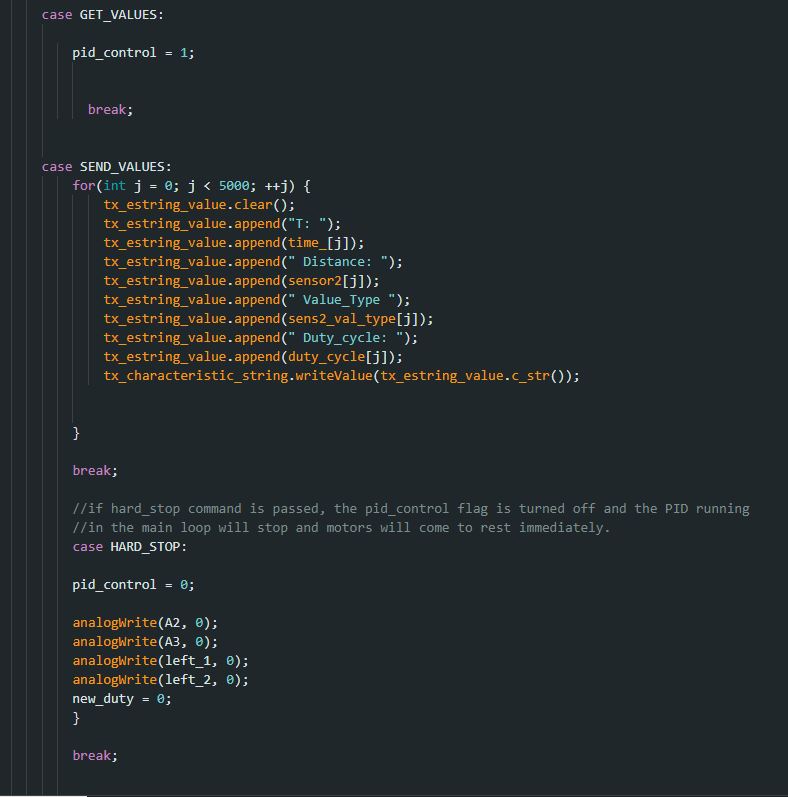 case GET_VALUES:
pid_control = 1;
break;
case SEND_VALUES:
for(int j = 0; j < 5000; ++j) {
tx_estring_value.clear();
tx_estring_value.append("T: ");
tx_estring_value.append(time_[j]);
tx_estring_value.append(" Distance: ");
tx_estring_value.append(sensor2[j]);
tx_estring_value.append(" Value_Type ");
tx_estring_value.append(sens2_val_type[j]);
tx_estring_value.append(" Duty_cycle: ");
tx_estring_value.append(duty_cycle[j]);
tx_characteristic_string.writeValue(tx_estring_value.c_str());
}
break;
//if hard_stop command is passed, the pid_control flag is turned off and the PID running
//in the main loop will stop and motors will come to rest immediately.
case HARD_STOP:
pid_control = 0;
analogWrite(A2, 0);
analogWrite(A3, 0);
analogWrite(left_1, 0);
analogWrite(left_2, 0);
new_duty = 0;
}
break;